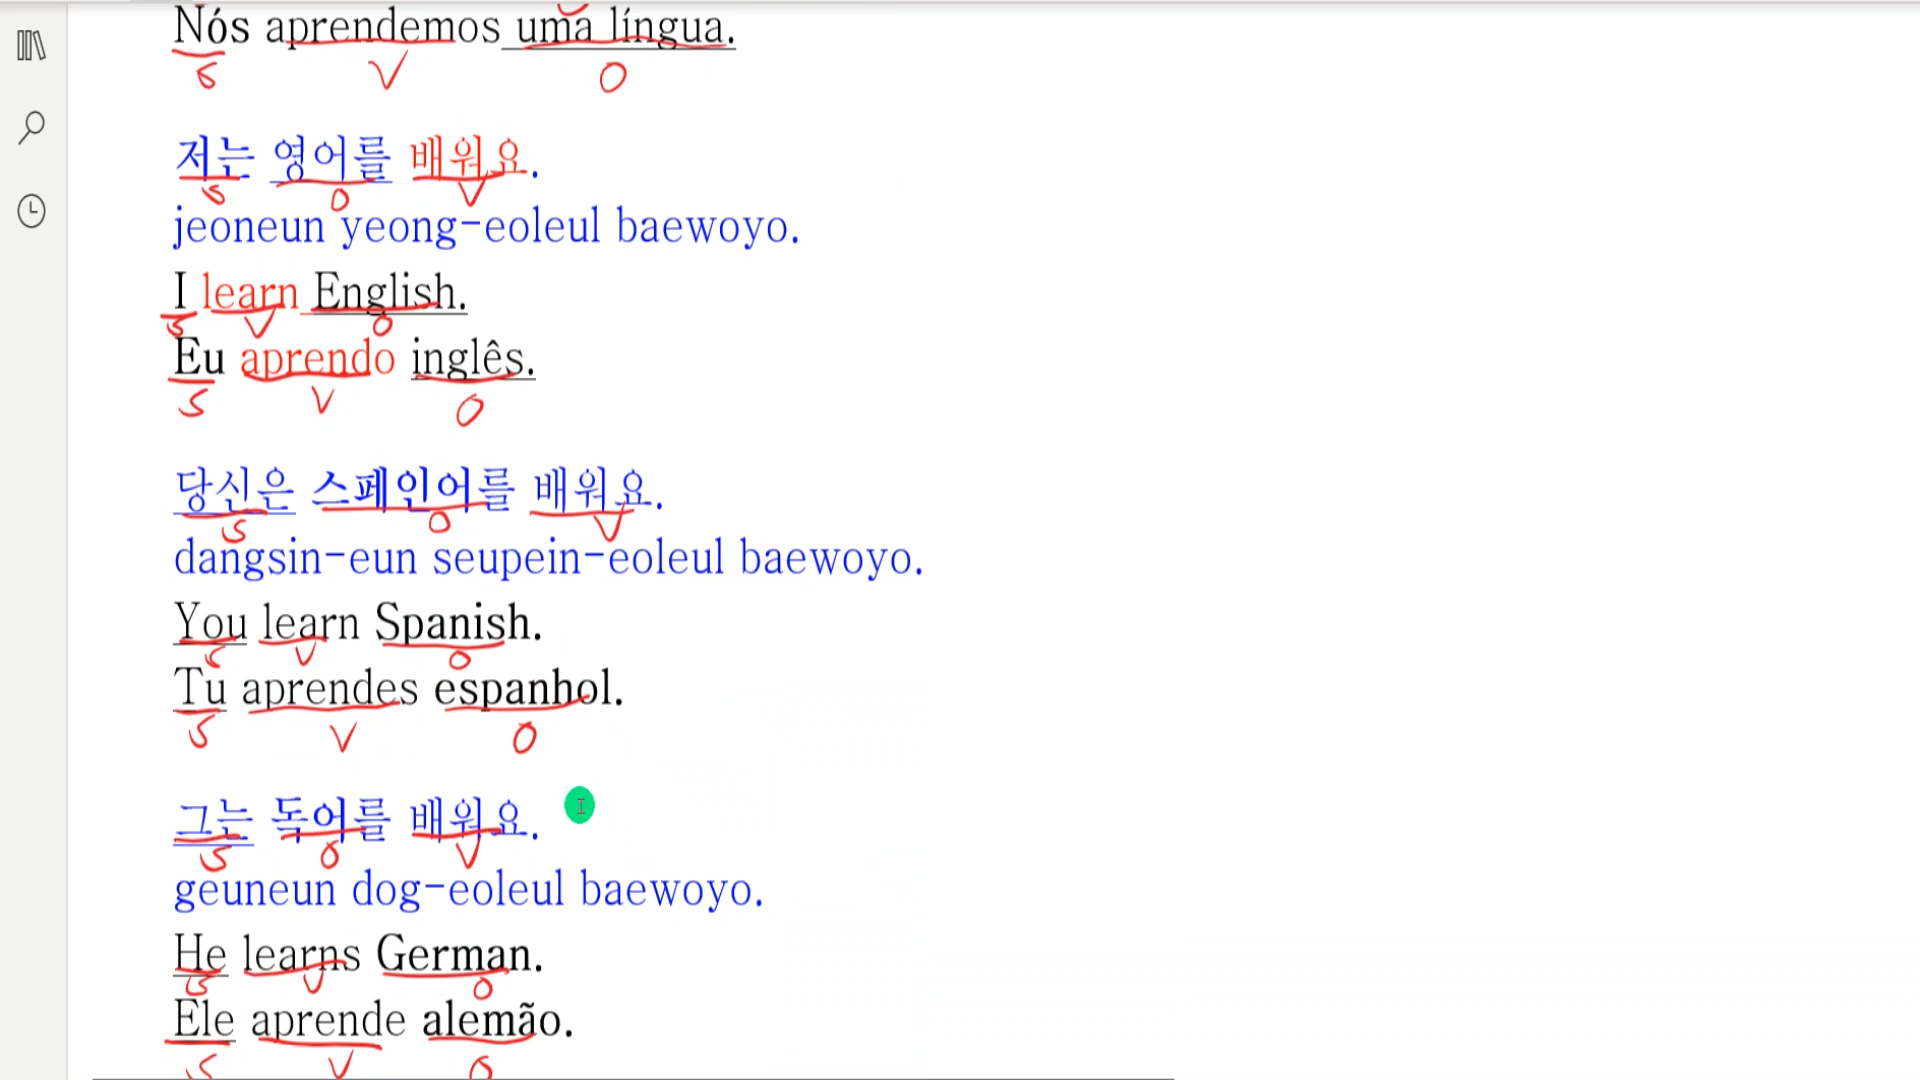 Nós aprendemos uma língua.
S V O
저는 영어를 배워요.
S O V
jeoneun yeong-eoleul baewoyo.
I learn English.
S V O
Eu aprendo inglês.
S V O
당신은 스페인어를 배워요.
S O V
dangsin-eun seupein-eoleul baewoyo.
You learn Spanish.
S V O
Tu aprendes espanhol.
S V O
그는 독어를 배워요.
S O V
geuneun dog-eoleul baewoyo.
He learns German.
S V O
Ele aprende alemão.
S V O